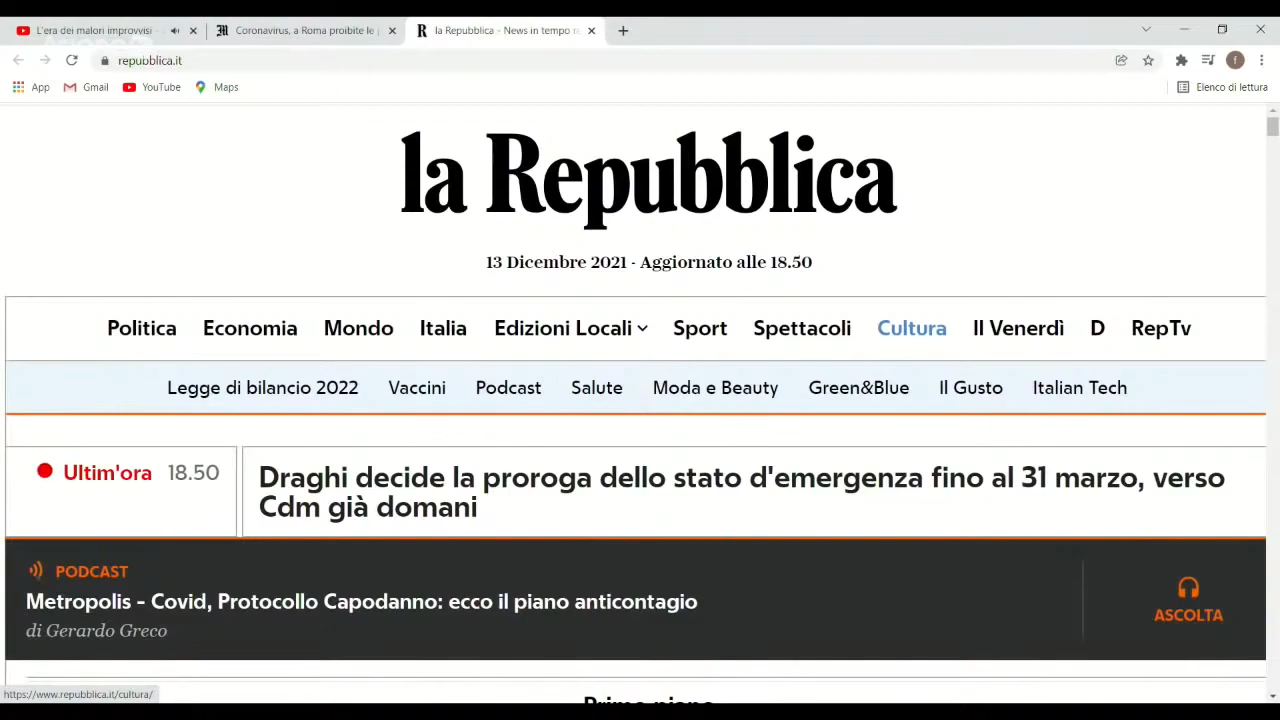 L'era dei malori improvvisi -
Coronavirus, a Roma proibite le
la Repubblica - News in tempo re
repubblica.it
f
App Gmail YouTube Maps
Elenco di lettura
la Repubblica
13 Dicembre 2021 - Aggiornato alle 18.50
Politica Economia Mondo Italia Edizioni Locali Sport Spettacoli Cultura Il Venerdì D RepTv
Legge di bilancio 2022 Vaccini Podcast Salute Moda e Beauty Green&Blue Il Gusto Italian Tech
Ultim'ora 18.50
Draghi decide la proroga dello stato d'emergenza fino al 31 marzo, verso
Cdm già domani
PODCAST
Metropolis - Covid, Protocollo Capodanno: ecco il piano anticontagio
di Gerardo Greco
ASCOLTA
https://www.repubblica.it/cultura/
Primo piano